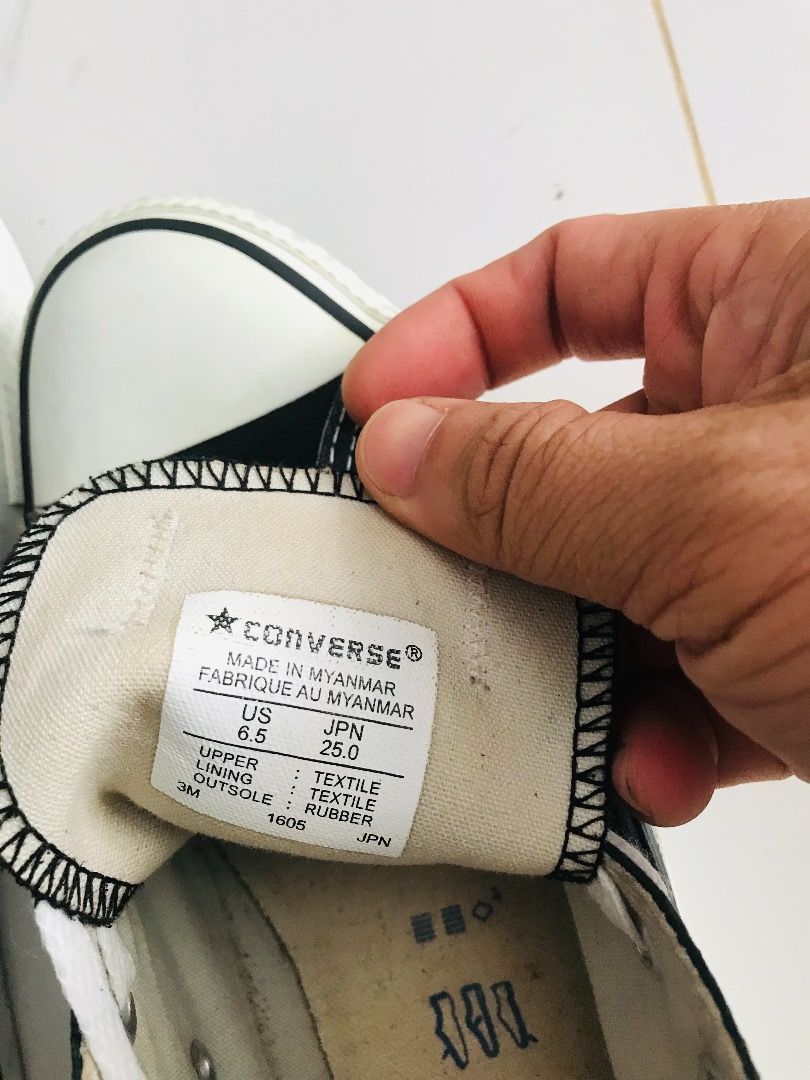 CONVERSE®
MADE IN MYANMAR
FABRIQUE AU MYANMAR
US JPN
6.5 25.0
UPPER : TEXTILE
LINING : TEXTILE
OUTSOLE : RUBBER
3M 1605 JPN